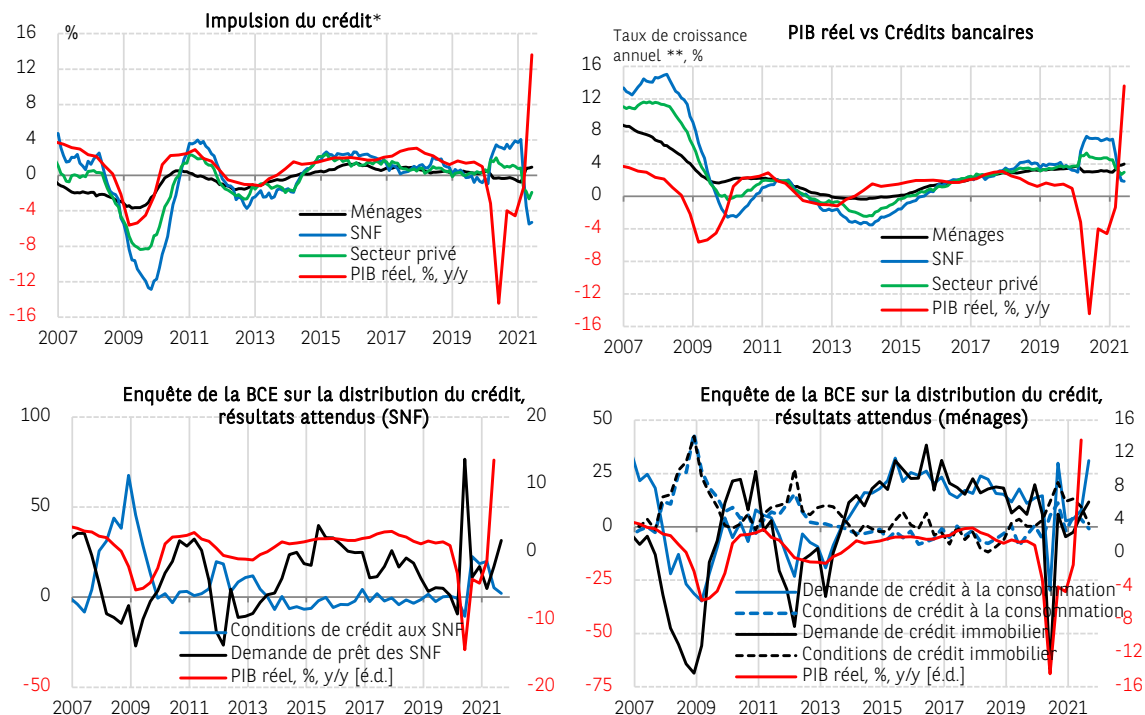 Impulsion du crédit*
%
16
12
8
4
0
-4
-8
-12
-16
Ménages
SNF
Secteur privé
PIB réel, %, y/y
2007 2009 2011 2013 2015 2017 2019 2021
PIB réel vs Crédits bancaires
Taux de croissance
annuel **, %
16
12
8
4
0
-4
-8
-12
-16
Ménages
SNF
Secteur privé
PIB réel, %, y/y
2007 2009 2011 2013 2015 2017 2019 2021
Enquête de la BCE sur la distribution du crédit,
résultats attendus (SNF)
100
50
0
-50
20
10
0
-10
-20
Conditions de crédit aux SNF
Demande de prêt des SNF
PIB réel, %, y/y [é.d.]
2007 2009 2011 2013 2015 2017 2019 2021
Enquête de la BCE sur la distribution du crédit,
résultats attendus (ménages)
50
25
0
-25
-50
-75
16
12
8
4
0
-4
-8
-12
-16
Demande de crédit à la consommation
Conditions de crédit à la consommation
Demande de crédit immobilier
Conditions de crédit immobilier
PIB réel, %, y/y [é.d.]
2007 2009 2011 2013 2015 2017 2019 2021